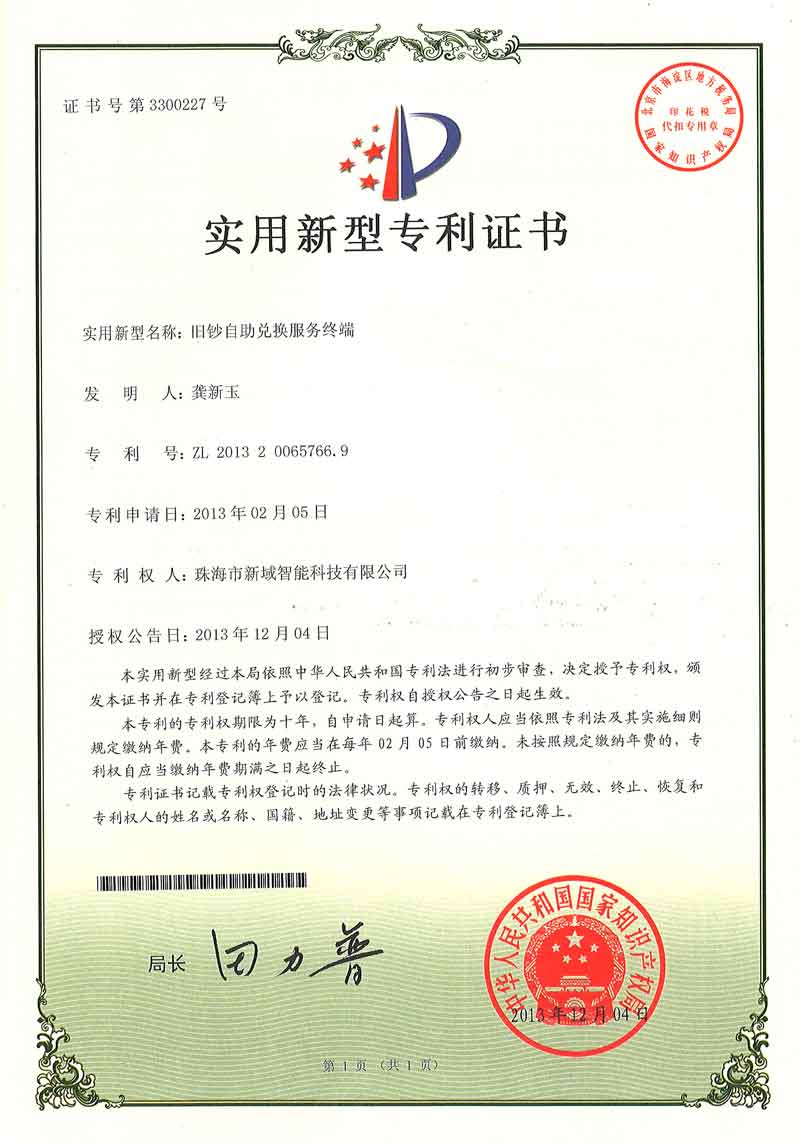 证书号第3300227号
北京市海淀区地方税务局
印花税
代扣专用章
国家知识产权局
实用新型专利证书
实用新型名称：旧钞自助兑换服务终端
发明人：龚新玉
专利号：ZL 2013 2 0065766.9
专利申请日：2013年02月05日
专利权人：珠海市新域智能科技有限公司
授权公告日：2013年12月04日
本实用新型经过本局依照中华人民共和国专利法进行初步审查，决定授予专利权，颁
发本证书并在专利登记簿上予以登记。专利权自授权公告之日起生效。
本专利的专利权期限为十年，自申请日起算。专利权人应当依照专利法及其实施细则
规定缴纳年费。本专利的年费应当在每年02月05日前缴纳。未按照规定缴纳年费的，专
利权自应当缴纳年费期满之日起终止。
专利证书记载专利权登记时的法律状况。专利权的转移、质押、无效、终止、恢复和
专利权人的姓名或名称、国籍、地址变更等事项记载在专利登记簿上。
局长 田力普
中华人民共和国国家知识产权局
2013年12月04日
第1页（共1页）